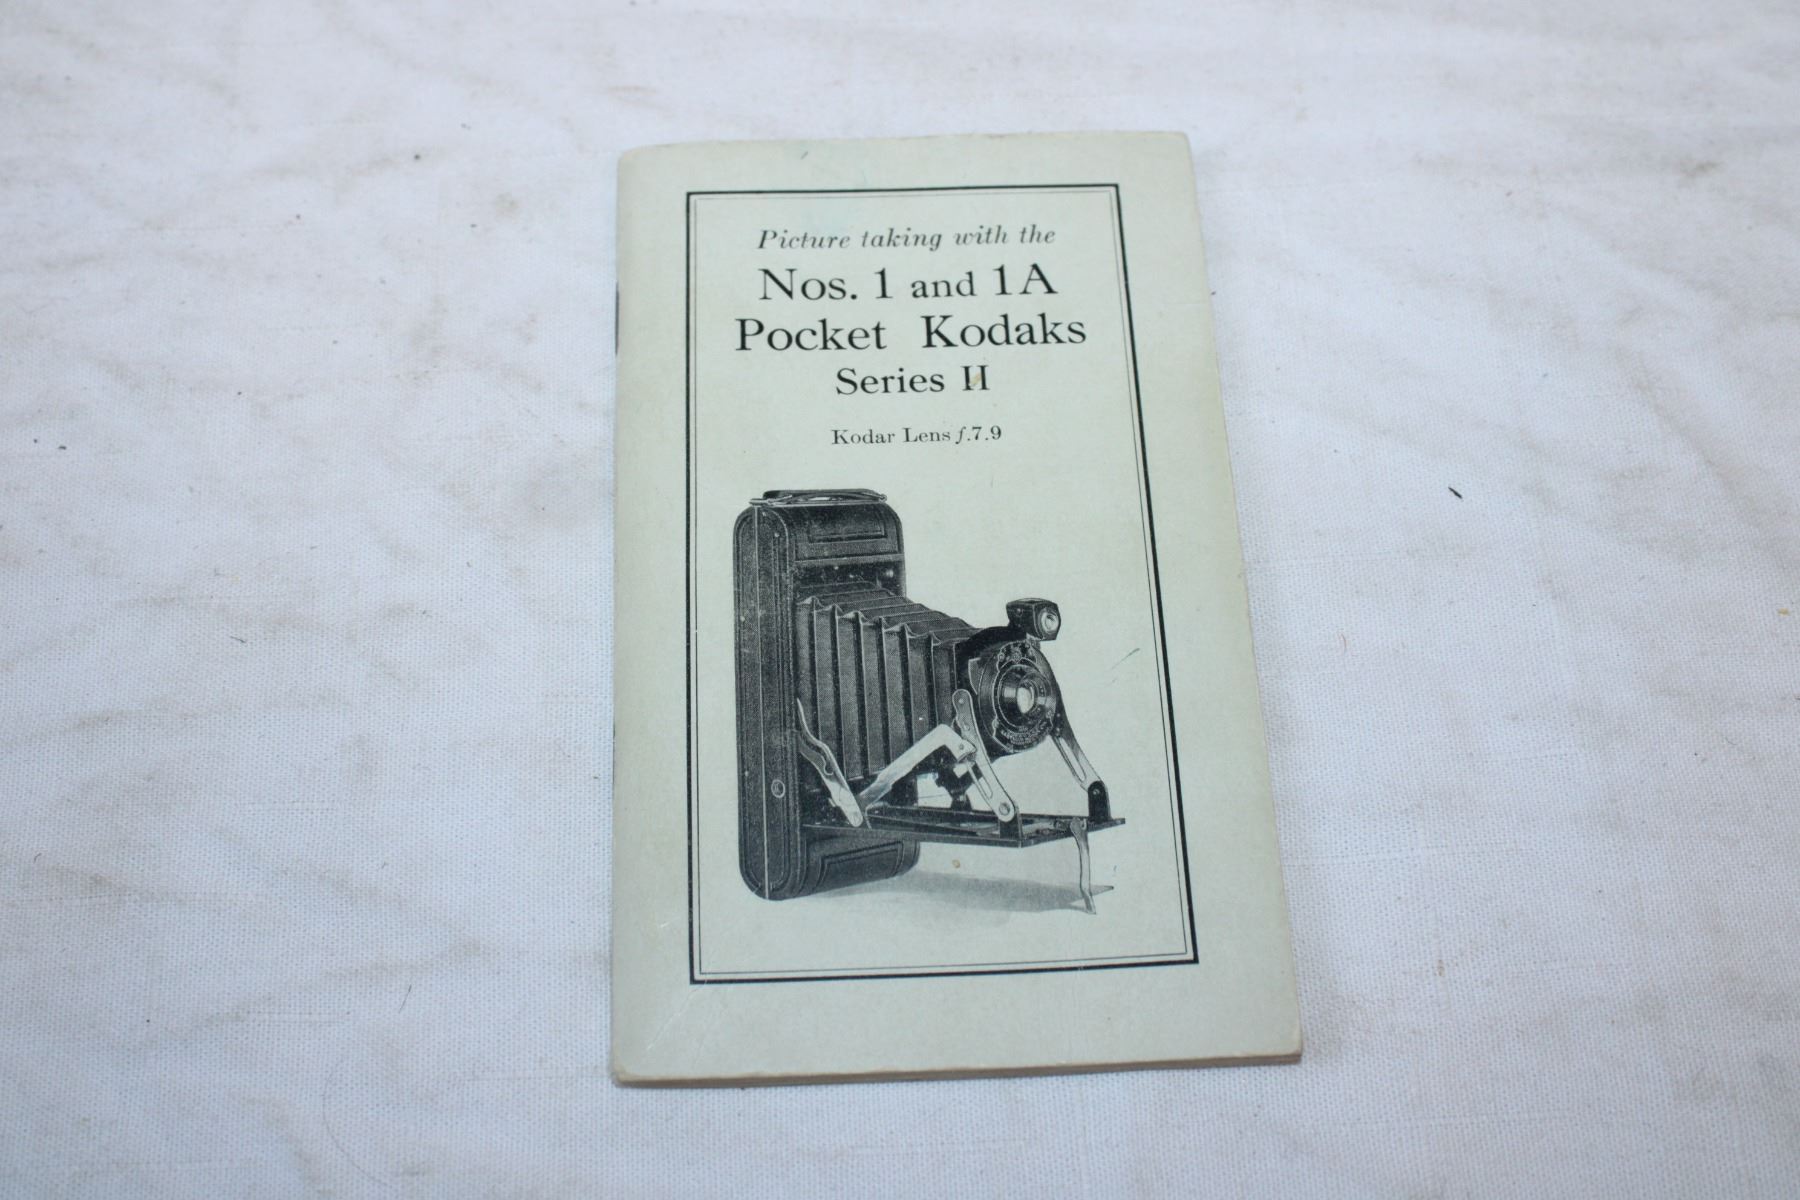 Picture taking with the
Nos. 1 and 1A
Pocket Kodaks
Series II
Kodar Lens f.7.9